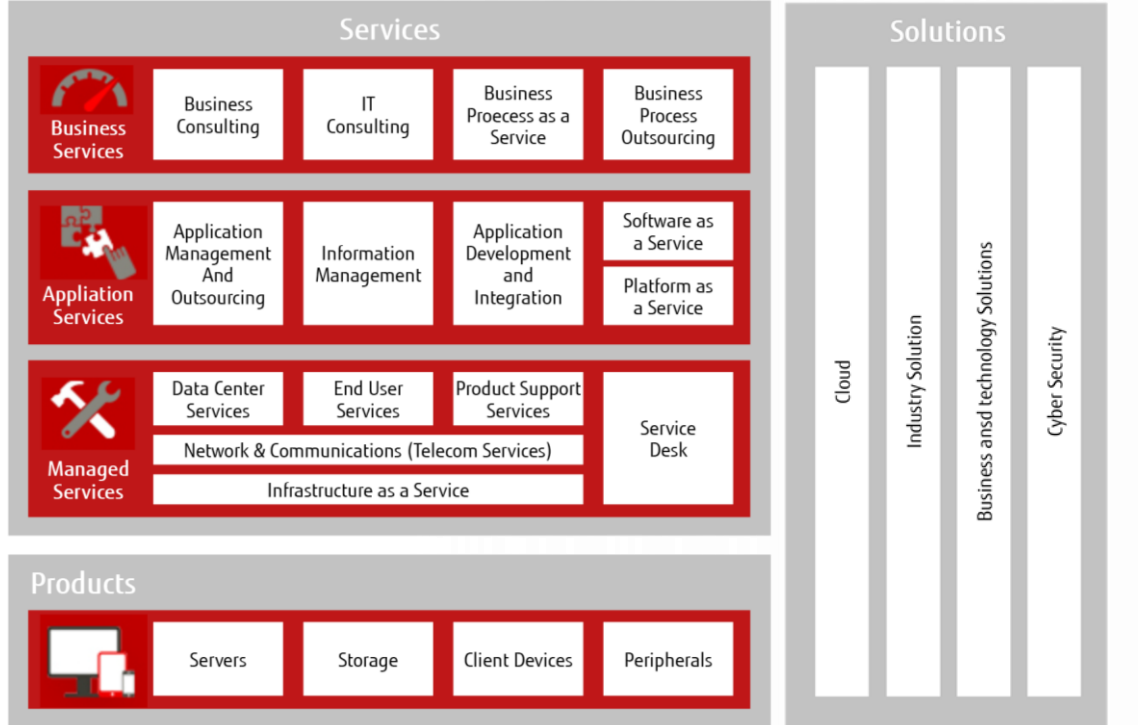 Services
Business
Services
Business
Consulting
IT
Consulting
Business
Proecess as a
Service
Business
Process
Outsourcing
Appliation
Services
Application
Management
And
Outsourcing
Information
Management
Application
Development
and
Integration
Software as
a Service
Platform as
a Service
Managed
Services
Data Center
Services
End User
Services
Product Support
Services
Network & Communications (Telecom Services)
Infrastructure as a Service
Service
Desk
Products
Servers
Storage
Client Devices
Peripherals
Solutions
Cloud
Industry Solution
Business ansd technology Solutions
Cyber Security